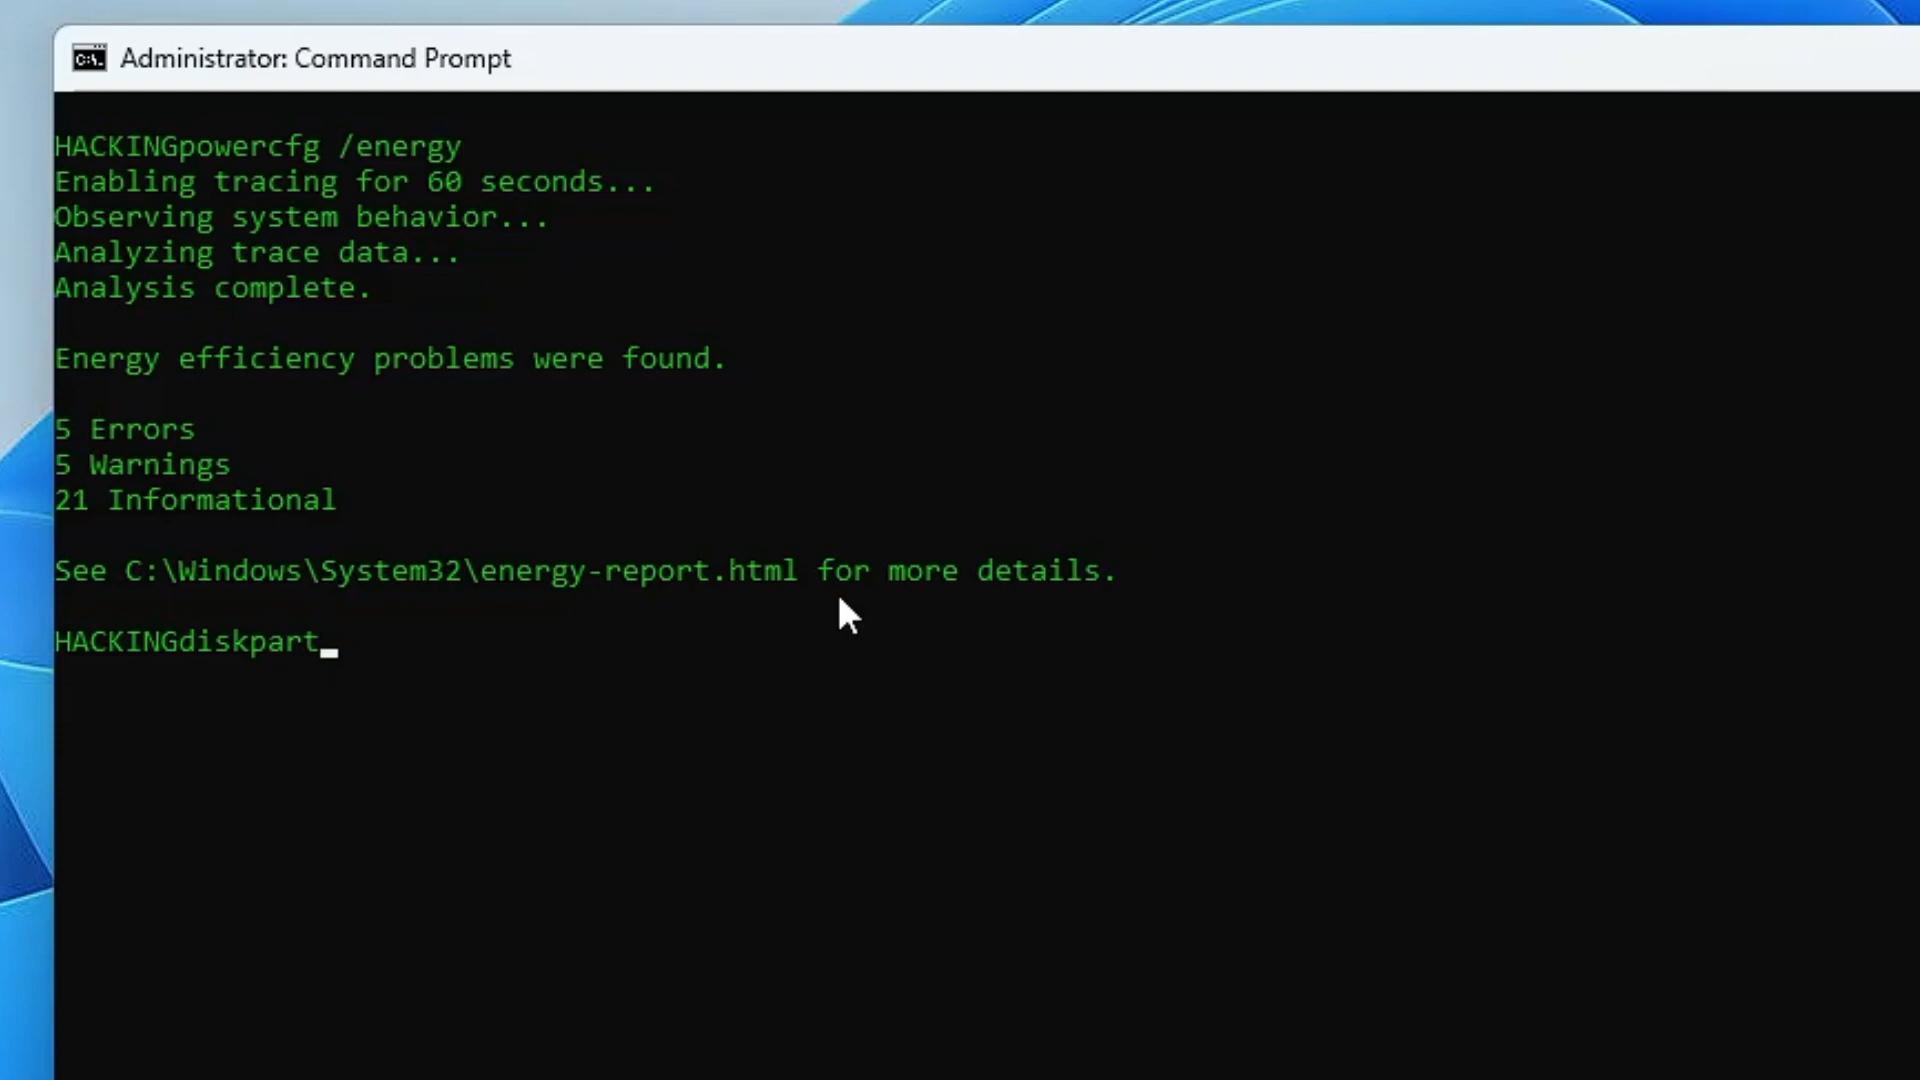 Administrator: Command Prompt
HACKINGpowercfg /energy
Enabling tracing for 60 seconds...
Observing system behavior...
Analyzing trace data...
Analysis complete.
Energy efficiency problems were found.
5 Errors
5 Warnings
21 Informational
See C:\Windows\System32\energy-report.html for more details.
HACKINGdiskpart